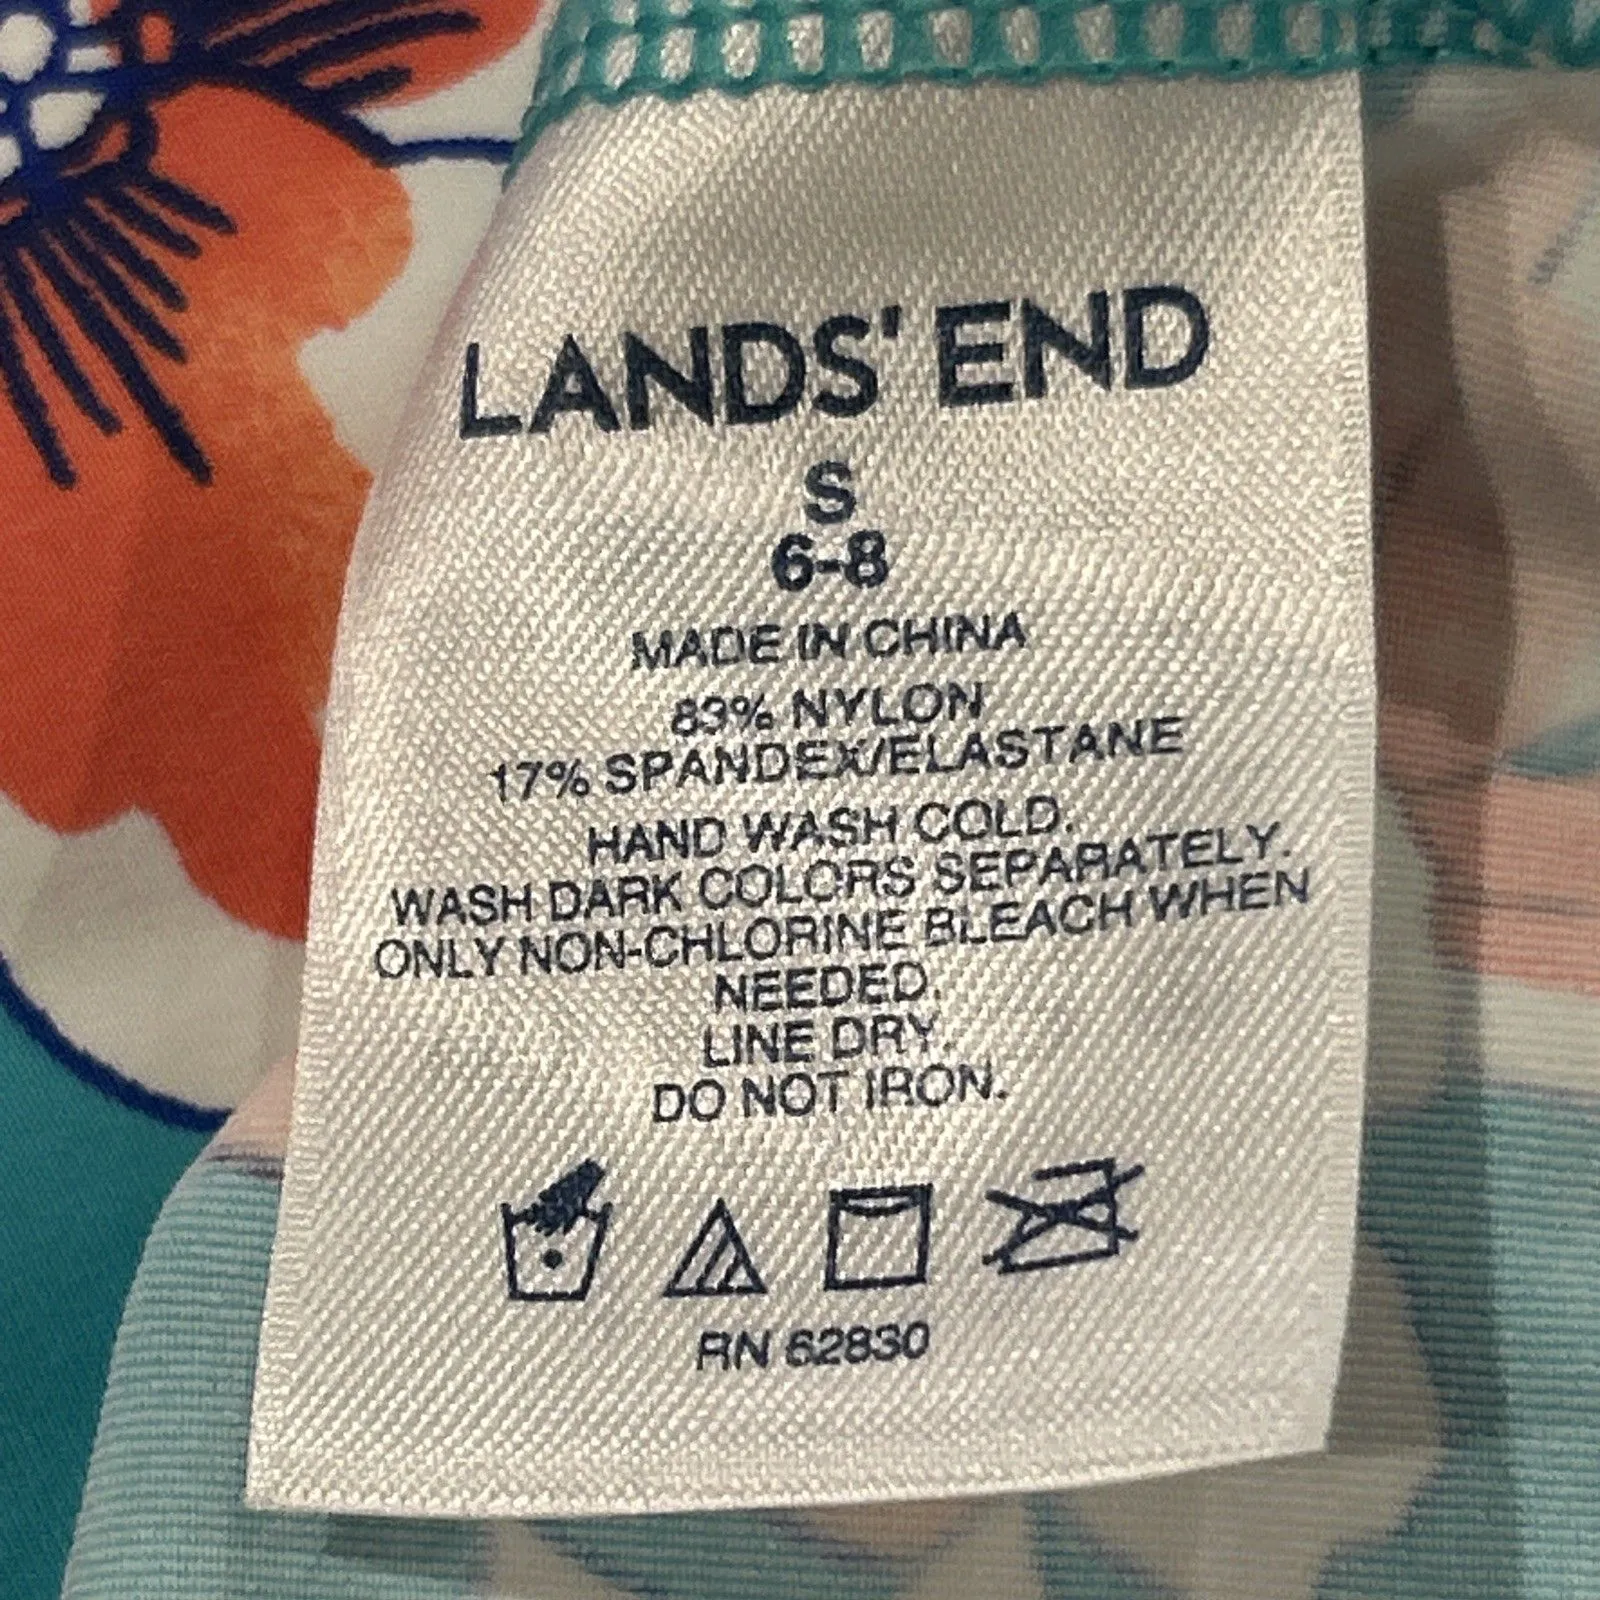 LANDS' END
S
6-8
MADE IN CHINA
83% NYLON
17% SPANDEX/ELASTANE
HAND WASH COLD.
WASH DARK COLORS SEPARATELY.
ONLY NON-CHLORINE BLEACH WHEN
NEEDED.
LINE DRY.
DO NOT IRON.
RN 62830